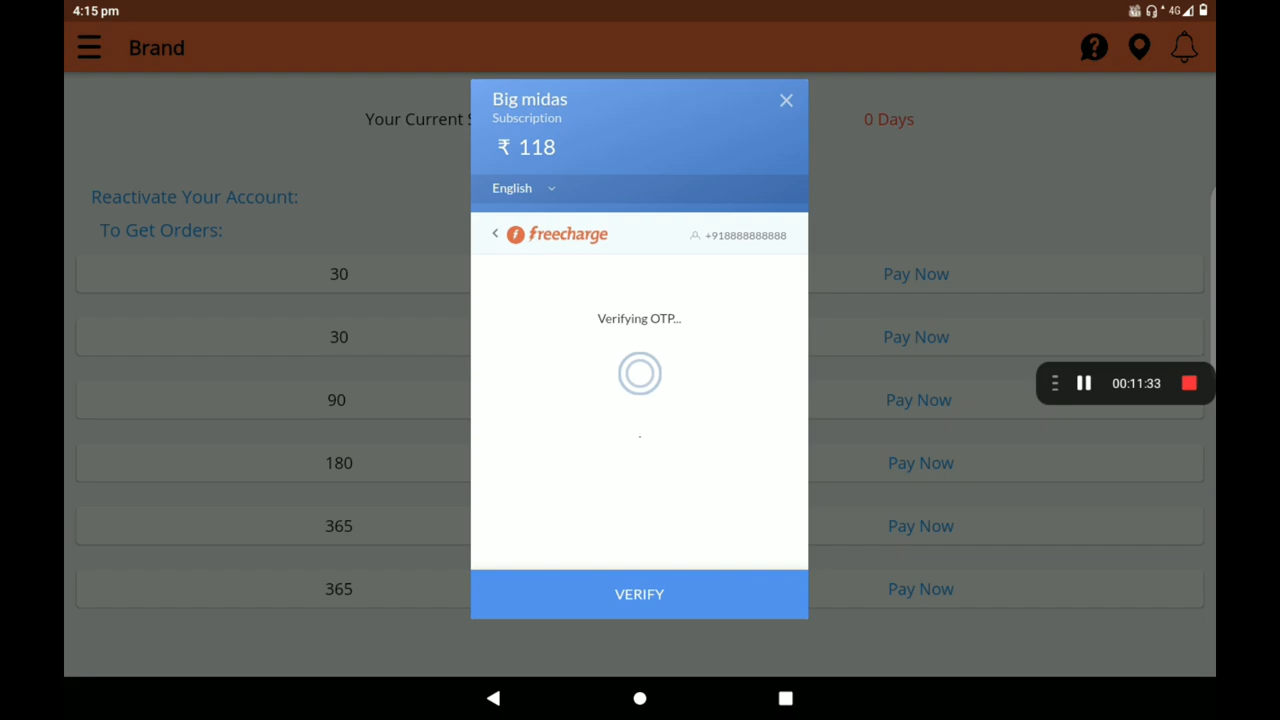 4:15 pm
4G
Brand
Your Current S
0 Days
Reactivate Your Account:
To Get Orders:
30
Pay Now
30
Pay Now
90
Pay Now
180
Pay Now
365
Pay Now
365
Pay Now
Big midas
Subscription
₹ 118
English
freecharge
+918888888888
Verifying OTP...
VERIFY
00:11:33